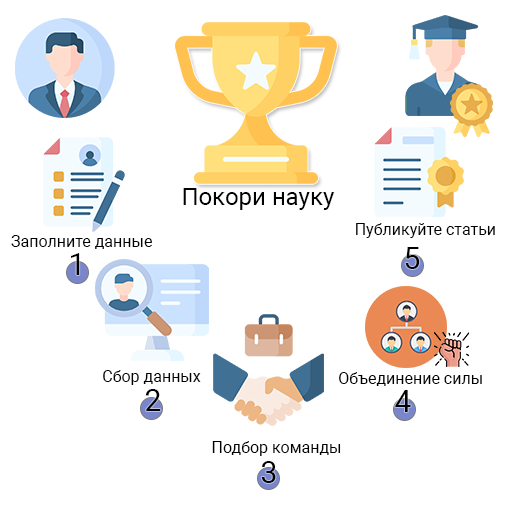 Покори науку
Заполните данные
1
Сбор данных
2
Подбор команды
3
Объединение силы
4
Публикуйте статьи
5